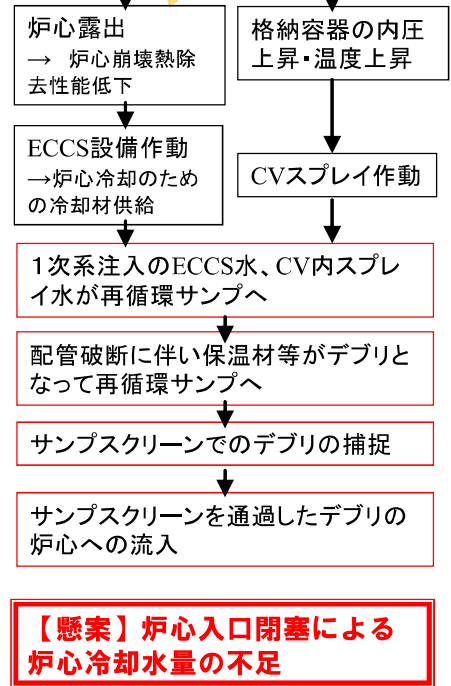 炉心露出
→ 炉心崩壊熱除
去性能低下
格納容器の内圧
上昇・温度上昇
ECCS設備作動
→炉心冷却のため
の冷却材供給
CVスプレイ作動
1次系注入のECCS水、CV内スプレ
イ水が再循環サンプへ
配管破断に伴い保温材等がデブリと
なって再循環サンプへ
サンプスクリーンでのデブリの捕捉
サンプスクリーンを通過したデブリの
炉心への流入
【懸案】炉心入口閉塞による
炉心冷却水量の不足